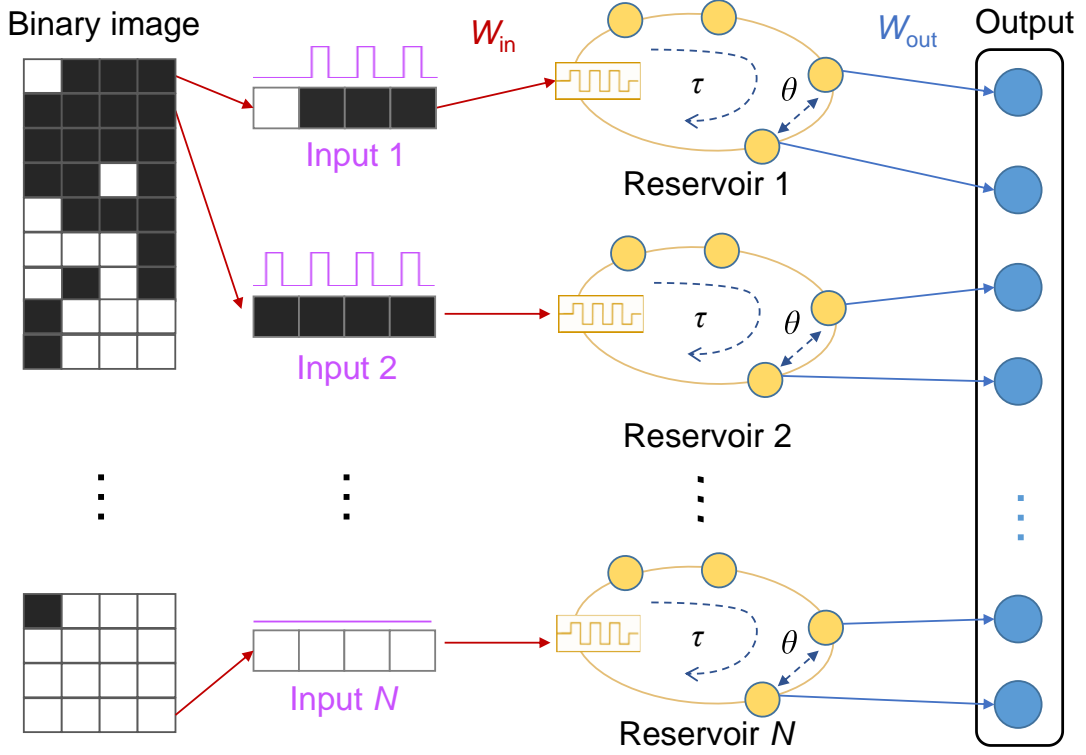 Binary image
W_in
W_out
Output
Input 1
τ
θ
Reservoir 1
Input 2
τ
θ
Reservoir 2
Input N
τ
θ
Reservoir N